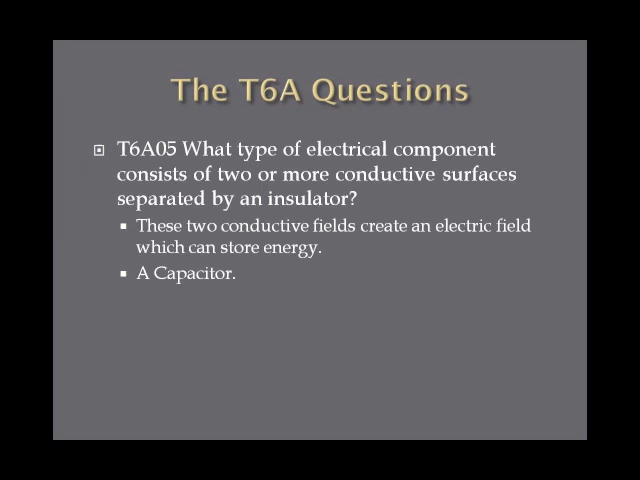 The T6A Questions
T6A05 What type of electrical component
consists of two or more conductive surfaces
separated by an insulator?
These two conductive fields create an electric field
which can store energy.
A Capacitor.